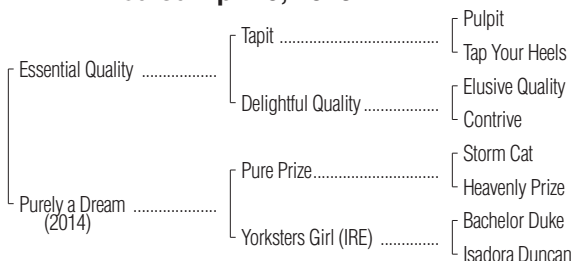 Essential Quality ..................
Tapit ......................................
Pulpit
Tap Your Heels
Delightful Quality ..................
Elusive Quality
Contrive
Purely a Dream ....................
(2014)
Pure Prize..............................
Storm Cat
Heavenly Prize
Yorksters Girl (IRE) ..............
Bachelor Duke
Isadora Duncan